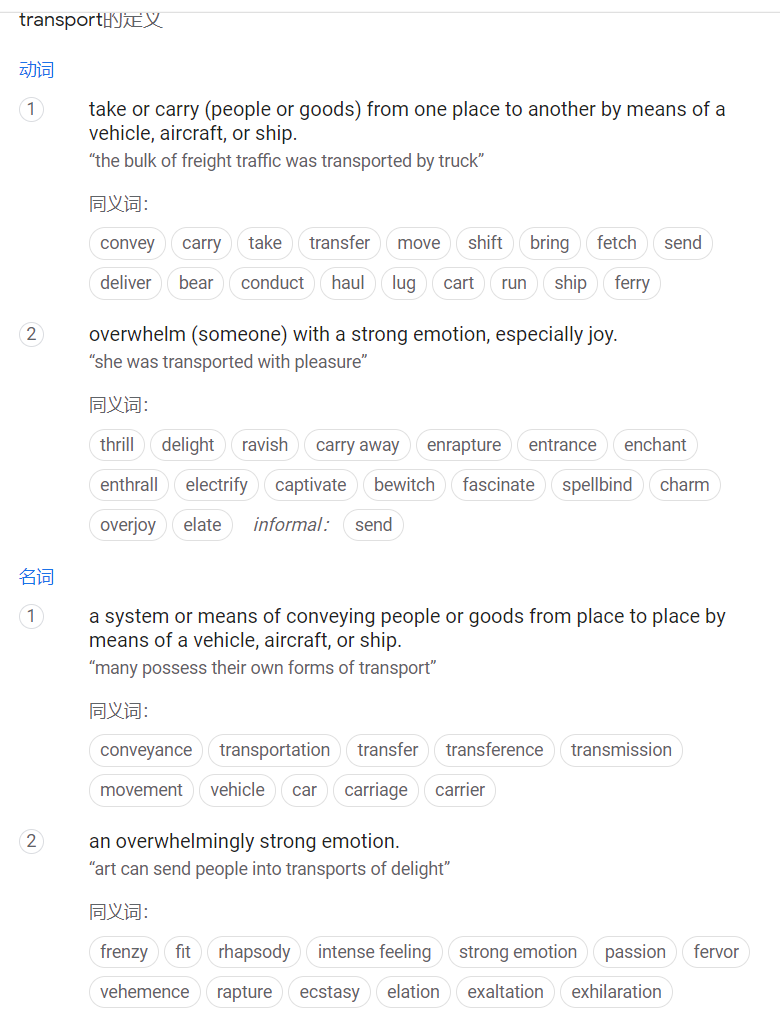 transport的定义
动词
1 take or carry (people or goods) from one place to another by means of a
vehicle, aircraft, or ship.
“the bulk of freight traffic was transported by truck”
同义词：
convey carry take transfer move shift bring fetch send
deliver bear conduct haul lug cart run ship ferry
2 overwhelm (someone) with a strong emotion, especially joy.
“she was transported with pleasure”
同义词：
thrill delight ravish carry away enrapture entrance enchant
enthrall electrify captivate bewitch fascinate spellbind charm
overjoy elate informal： send
名词
1 a system or means of conveying people or goods from place to place by
means of a vehicle, aircraft, or ship.
“many possess their own forms of transport”
同义词：
conveyance transportation transfer transference transmission
movement vehicle car carriage carrier
2 an overwhelmingly strong emotion.
“art can send people into transports of delight”
同义词：
frenzy fit rhapsody intense feeling strong emotion passion fervor
vehemence rapture ecstasy elation exaltation exhilaration